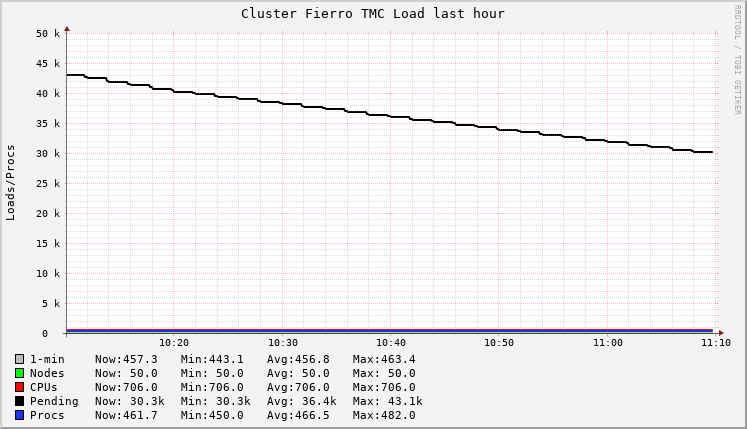 Cluster Fierro TMC Load last hour
RRDTOOL / TOBI OETIKER
Loads/Procs
50 k
45 k
40 k
35 k
30 k
25 k
20 k
15 k
10 k
5 k
0
10:20 10:30 10:40 10:50 11:00 11:10
1-min Now:457.3 Min:443.1 Avg:456.8 Max:463.4
Nodes Now: 50.0 Min: 50.0 Avg: 50.0 Max: 50.0
CPUs Now:706.0 Min:706.0 Avg:706.0 Max:706.0
Pending Now: 30.3k Min: 30.3k Avg: 36.4k Max: 43.1k
Procs Now:461.7 Min:450.0 Avg:466.5 Max:482.0